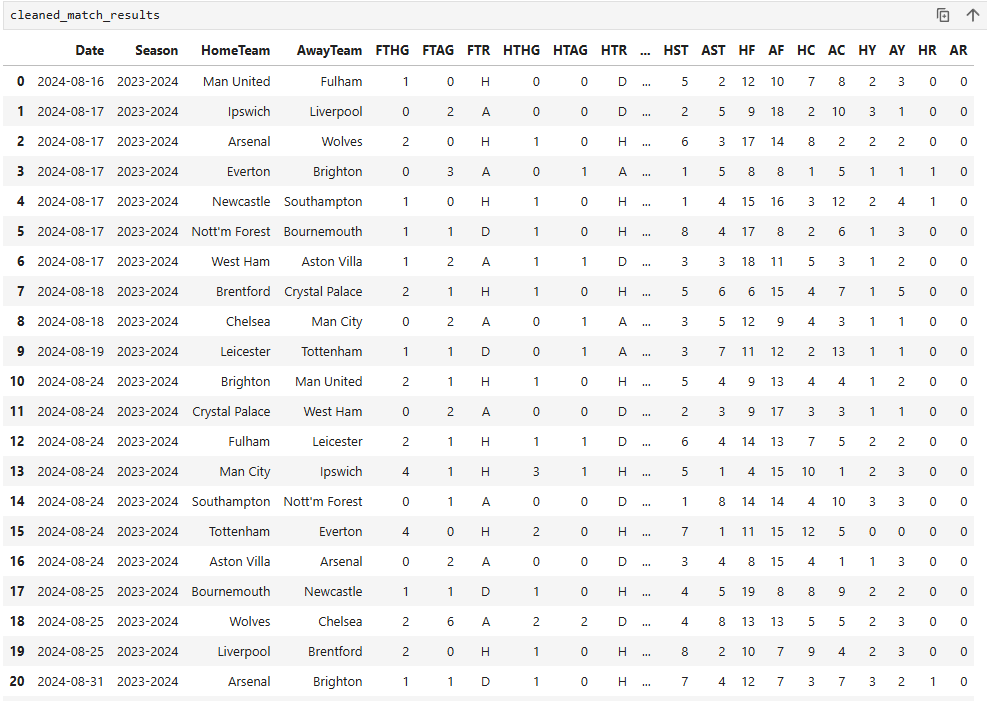 cleaned_match_results
Date Season HomeTeam AwayTeam FTHG FTAG FTR HTHG HTAG HTR ... HST AST HF AF HC AC HY AY HR AR
0 2024-08-16 2023-2024 Man United Fulham 1 0 H 0 0 D ... 5 2 12 10 7 8 2 3 0 0
1 2024-08-17 2023-2024 Ipswich Liverpool 0 2 A 0 0 D ... 2 5 9 18 2 10 3 1 0 0
2 2024-08-17 2023-2024 Arsenal Wolves 2 0 H 1 0 H ... 6 3 17 14 8 2 2 2 0 0
3 2024-08-17 2023-2024 Everton Brighton 0 3 A 0 1 A ... 1 5 8 8 1 5 1 1 1 0
4 2024-08-17 2023-2024 Newcastle Southampton 1 0 H 1 0 H ... 1 4 15 16 3 12 2 4 1 0
5 2024-08-17 2023-2024 Nott'm Forest Bournemouth 1 1 D 1 0 H ... 8 4 17 8 2 6 1 3 0 0
6 2024-08-17 2023-2024 West Ham Aston Villa 1 2 A 1 1 D ... 3 3 18 11 5 3 1 2 0 0
7 2024-08-18 2023-2024 Brentford Crystal Palace 2 1 H 1 0 H ... 5 6 6 15 4 7 1 5 0 0
8 2024-08-18 2023-2024 Chelsea Man City 0 2 A 0 1 A ... 3 5 12 9 4 3 1 1 0 0
9 2024-08-19 2023-2024 Leicester Tottenham 1 1 D 0 1 A ... 3 7 11 12 2 13 1 1 0 0
10 2024-08-24 2023-2024 Brighton Man United 2 1 H 1 0 H ... 5 4 9 13 4 4 1 2 0 0
11 2024-08-24 2023-2024 Crystal Palace West Ham 0 2 A 0 0 D ... 2 3 9 17 3 3 1 1 0 0
12 2024-08-24 2023-2024 Fulham Leicester 2 1 H 1 1 D ... 6 4 14 13 7 5 2 2 0 0
13 2024-08-24 2023-2024 Man City Ipswich 4 1 H 3 1 H ... 5 1 4 15 10 1 2 3 0 0
14 2024-08-24 2023-2024 Southampton Nott'm Forest 0 1 A 0 0 D ... 1 8 14 14 4 10 3 3 0 0
15 2024-08-24 2023-2024 Tottenham Everton 4 0 H 2 0 H ... 7 1 11 15 12 5 0 0 0 0
16 2024-08-24 2023-2024 Aston Villa Arsenal 0 2 A 0 0 D ... 3 4 8 15 4 1 1 3 0 0
17 2024-08-25 2023-2024 Bournemouth Newcastle 1 1 D 1 0 H ... 4 5 19 8 8 9 2 2 0 0
18 2024-08-25 2023-2024 Wolves Chelsea 2 6 A 2 2 D ... 4 8 13 13 5 5 2 3 0 0
19 2024-08-25 2023-2024 Liverpool Brentford 2 0 H 1 0 H ... 8 2 10 7 9 4 2 3 0 0
20 2024-08-31 2023-2024 Arsenal Brighton 1 1 D 1 0 H ... 7 4 12 7 3 7 3 2 1 0